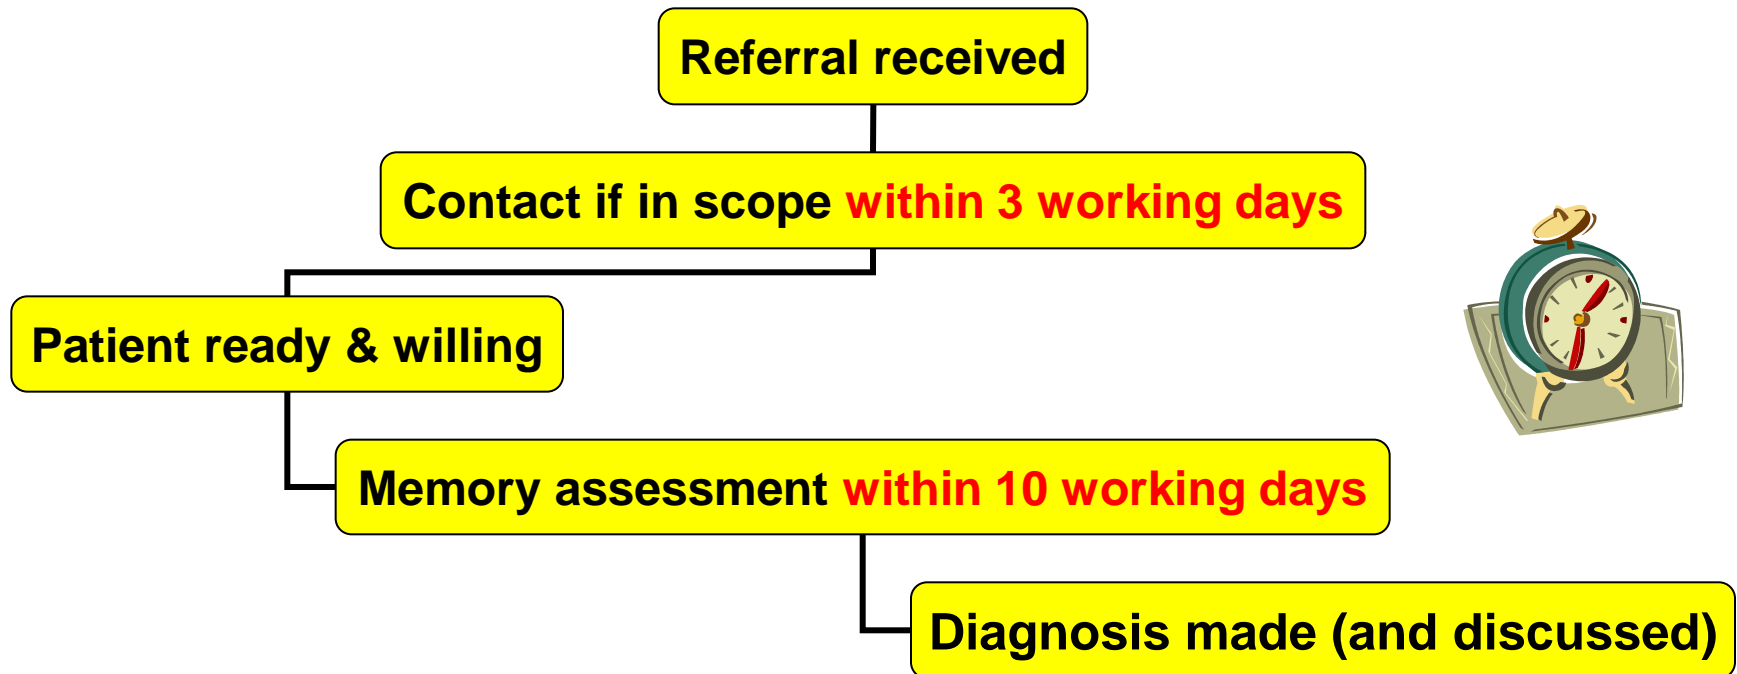 Referral received
Contact if in scope within 3 working days
Patient ready & willing
Memory assessment within 10 working days
Diagnosis made (and discussed)